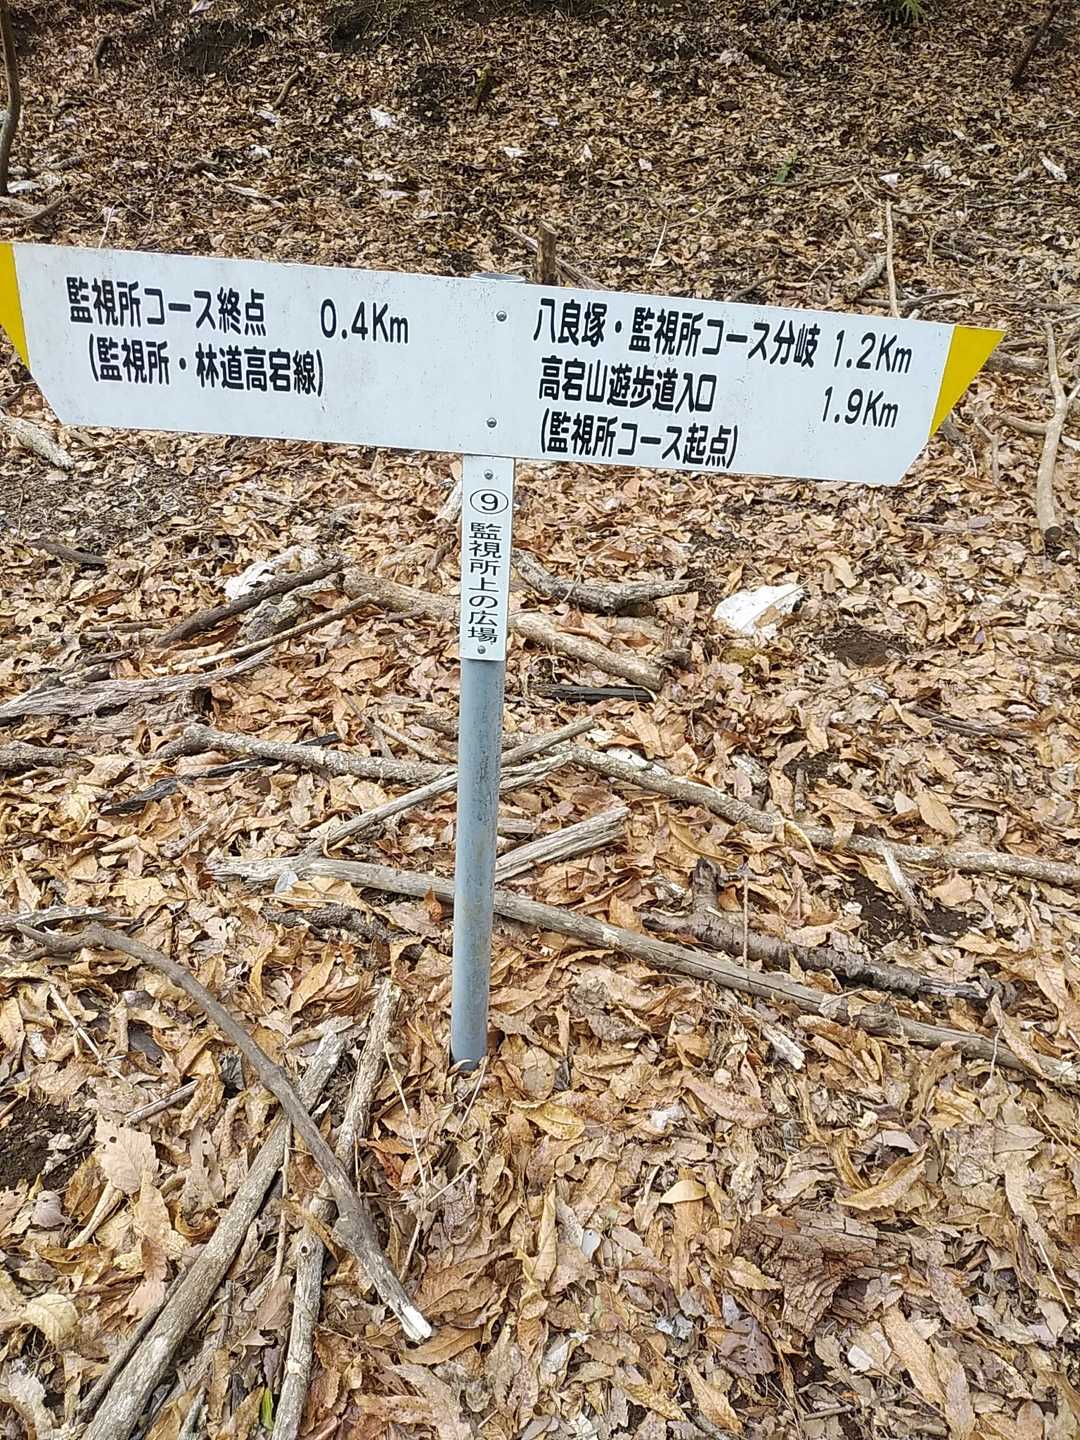 監視所コース終点 0.4Km
(監視所・林道高宕線)
八良塚・監視所コース分岐 1.2Km
高宕山遊歩道入口 1.9Km
(監視所コース起点)
⑨監視所上の広場